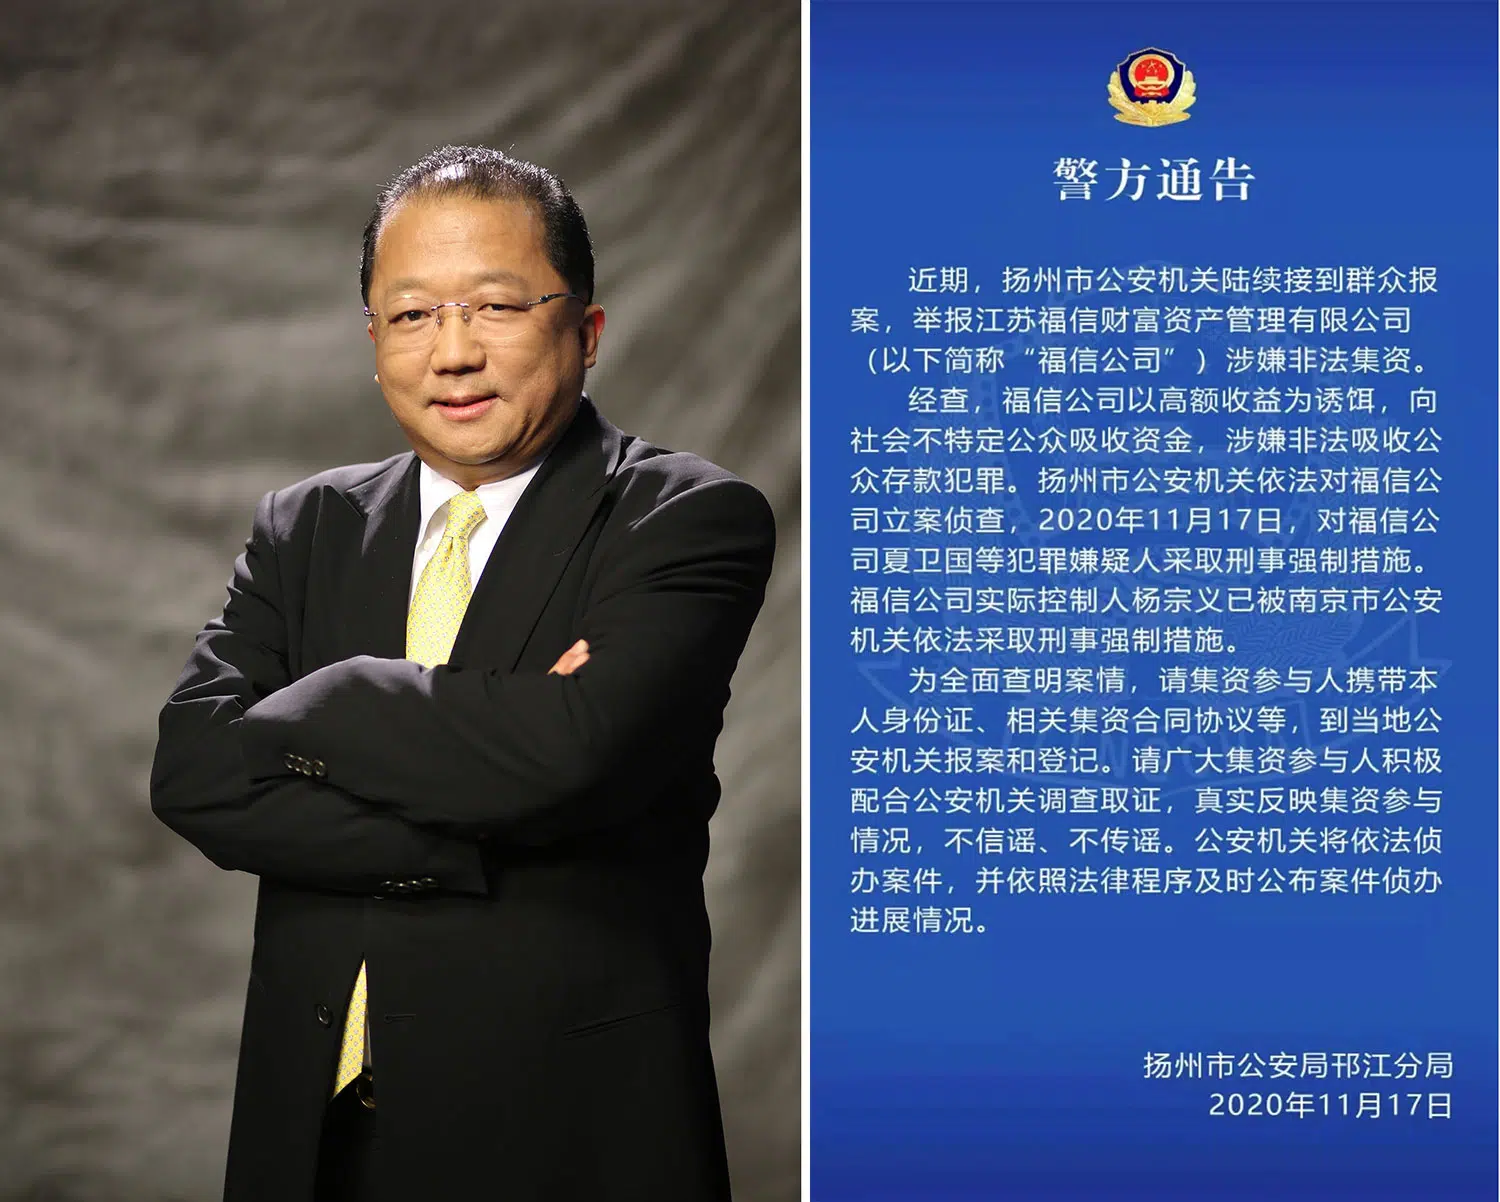 警方通告
近期，扬州市公安机关陆续接到群众报
案，举报江苏福信财富资产管理有限公司
（以下简称“福信公司”）涉嫌非法集资。
经查，福信公司以高额收益为诱饵，向
社会不特定公众吸收资金，涉嫌非法吸收公
众存款犯罪。扬州市公安机关依法对福信公
司立案侦查，2020年11月17日，对福信公
司夏卫国等犯罪嫌疑人采取刑事强制措施。
福信公司实际控制人杨宗义已被南京市公安
机关依法采取刑事强制措施。
为全面查明案情，请集资参与人携带本
人身份证、相关集资合同协议等，到当地公
安机关报案和登记。请广大集资参与人积极
配合公安机关调查取证，真实反映集资参与
情况，不信谣、不传谣。公安机关将依法侦
办案件，并依照法律程序及时公布案件侦办
进展情况。
扬州市公安局邗江分局
2020年11月17日